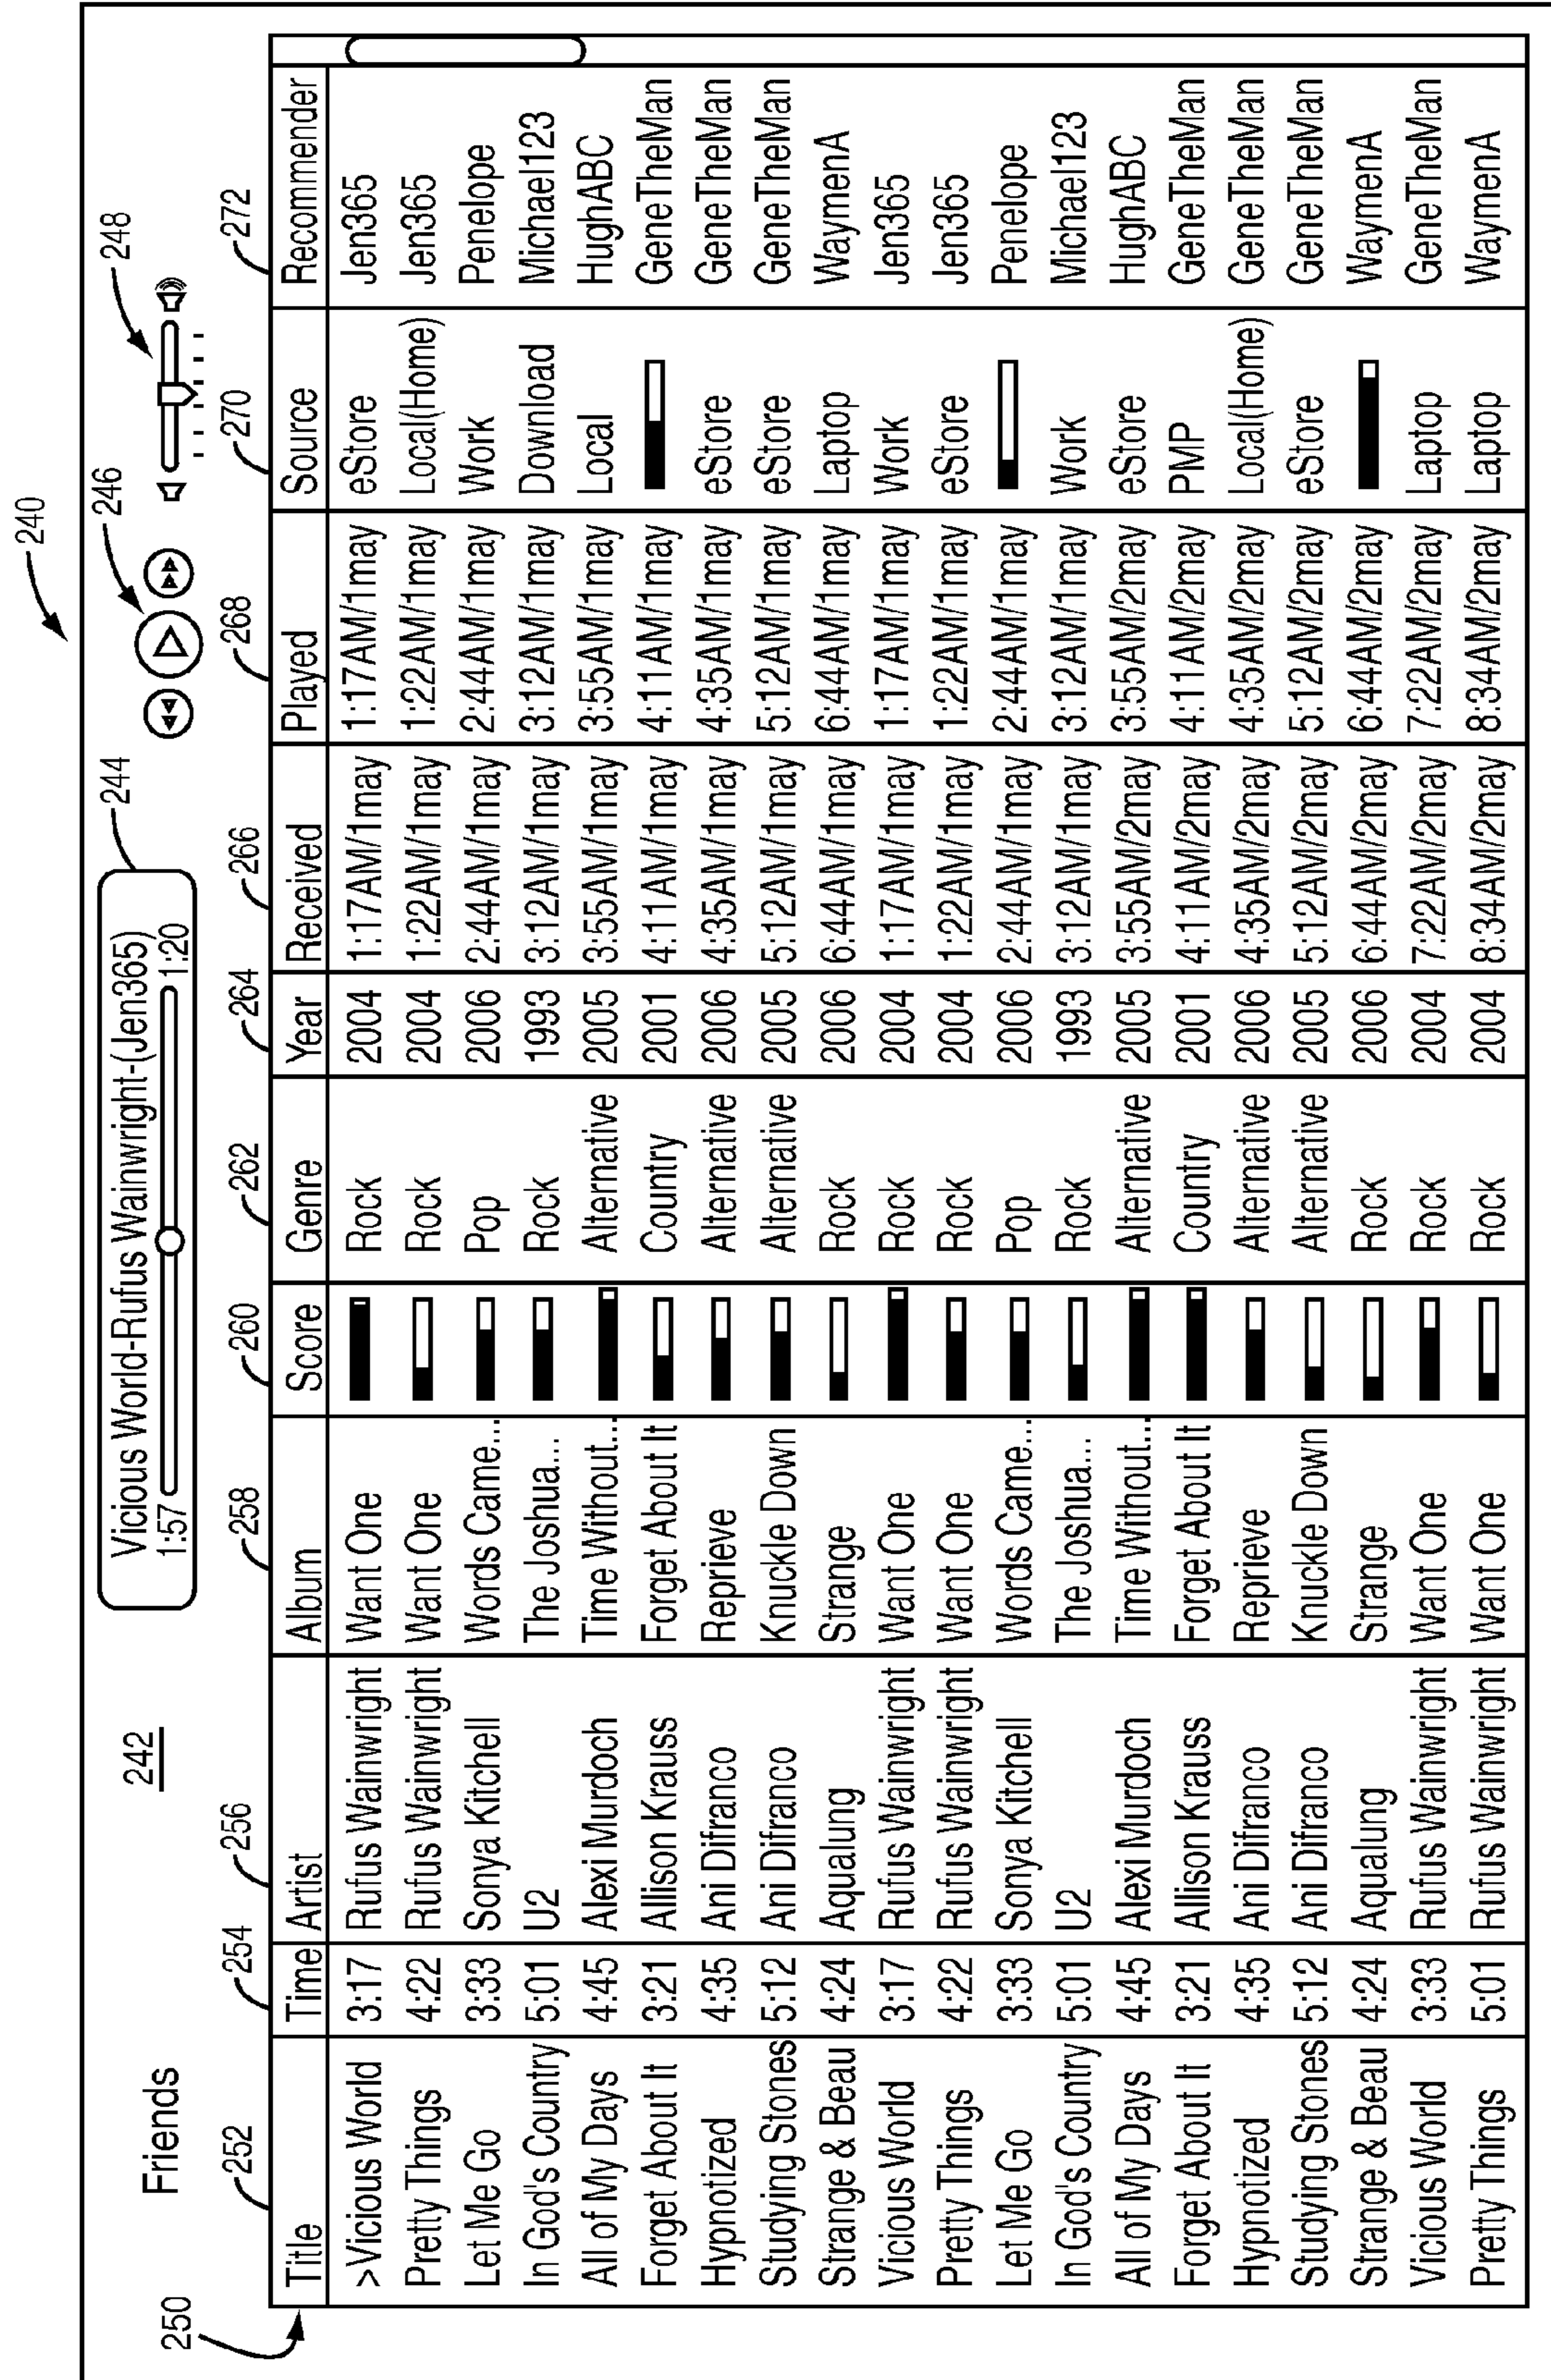 240
Friends
242
Vicious World-Rufus Wainwright-(Jen365)
1:57 1:20
244
246
248
250
252 254 256 258 260 262 264 266 268 270 272
Title Time Artist Album Score Genre Year Received Played Source Recommender
>Vicious World 3:17 Rufus Wainwright Want One Rock 2004 1:17AM/1may 1:17AM/1may eStore Jen365
Pretty Things 4:22 Rufus Wainwright Want One Rock 2004 1:22AM/1may 1:22AM/1may Local(Home) Jen365
Let Me Go 3:33 Sonya Kitchell Words Came... Pop 2006 2:44AM/1may 2:44AM/1may Work Penelope
In God's Country 5:01 U2 The Joshua... Rock 1993 3:12AM/1may 3:12AM/1may Download Michael123
All of My Days 4:45 Alexi Murdoch Time Without... Alternative 2005 3:55AM/1may 3:55AM/1may Local HughABC
Forget About It 3:21 Allison Krauss Forget About It Country 2001 4:11AM/1may 4:11AM/1may GeneTheMan
Hypnotized 4:35 Ani Difranco Reprieve Alternative 2006 4:35AM/1may 4:35AM/1may eStore GeneTheMan
Studying Stones 5:12 Ani Difranco Knuckle Down Alternative 2005 5:12AM/1may 5:12AM/1may eStore GeneTheMan
Strange & Beau 4:24 Aqualung Strange Rock 2006 6:44AM/1may 6:44AM/1may Laptop WaymenA
Vicious World 3:17 Rufus Wainwright Want One Rock 2004 1:17AM/1may 1:17AM/1may Work Jen365
Pretty Things 4:22 Rufus Wainwright Want One Rock 2004 1:22AM/1may 1:22AM/1may eStore Jen365
Let Me Go 3:33 Sonya Kitchell Words Came... Pop 2006 2:44AM/1may 2:44AM/1may Penelope
In God's Country 5:01 U2 The Joshua... Rock 1993 3:12AM/1may 3:12AM/1may Work Michael123
All of My Days 4:45 Alexi Murdoch Time Without... Alternative 2005 3:55AM/2may 3:55AM/2may eStore HughABC
Forget About It 3:21 Allison Krauss Forget About It Country 2001 4:11AM/2may 4:11AM/2may PMP GeneTheMan
Hypnotized 4:35 Ani Difranco Reprieve Alternative 2006 4:35AM/2may 4:35AM/2may Local(Home) GeneTheMan
Studying Stones 5:12 Ani Difranco Knuckle Down Alternative 2005 5:12AM/2may 5:12AM/2may eStore GeneTheMan
Strange & Beau 4:24 Aqualung Strange Rock 2006 6:44AM/2may 6:44AM/2may WaymenA
Vicious World 3:33 Rufus Wainwright Want One Rock 2004 7:22AM/2may 7:22AM/2may Laptop GeneTheMan
Pretty Things 5:01 Rufus Wainwright Want One Rock 2004 8:34AM/2may 8:34AM/2may Laptop WaymenA